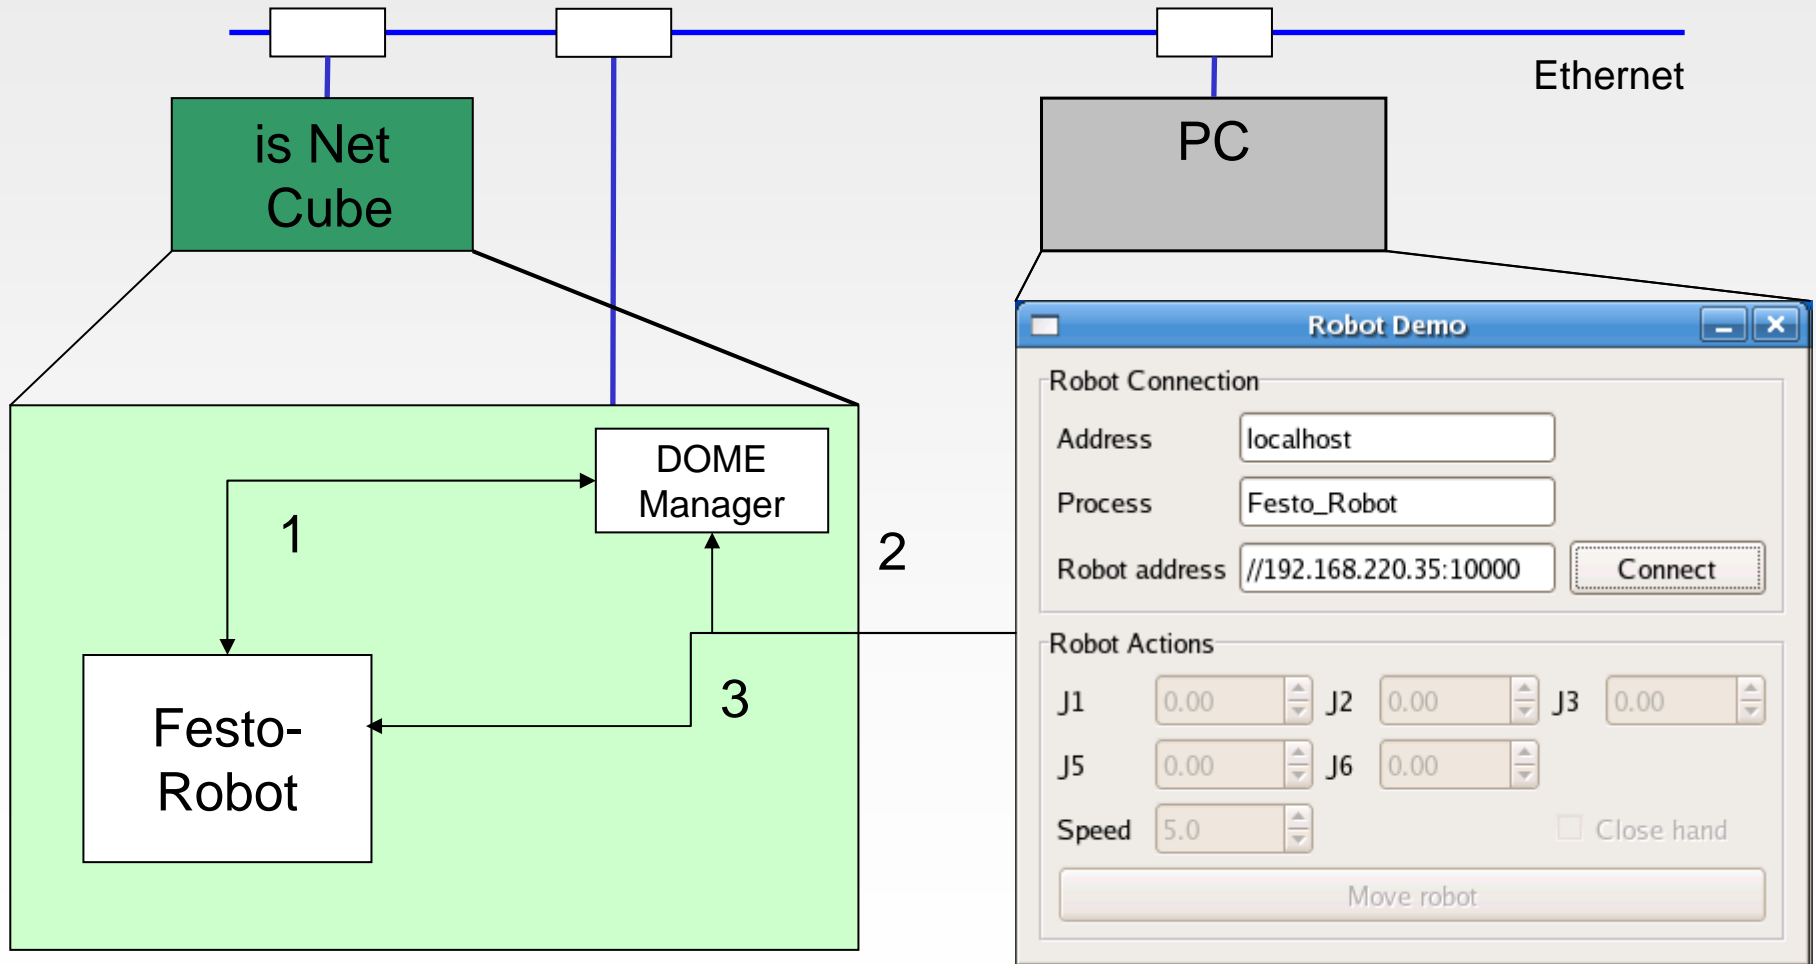 Ethernet
is Net
Cube
PC
DOME
Manager
1
2
3
Festo-
Robot
Robot Demo
Robot Connection
Address localhost
Process Festo_Robot
Robot address //192.168.220.35:10000 Connect
Robot Actions
J1 0.00 J2 0.00 J3 0.00
J5 0.00 J6 0.00
Speed 5.0 Close hand
Move robot